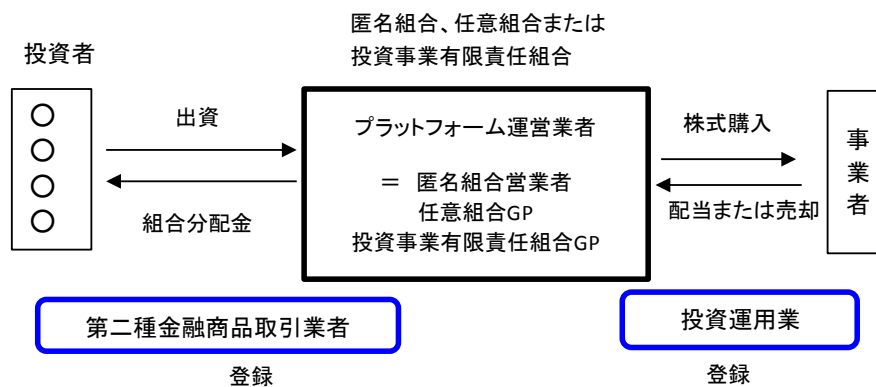 匿名組合、任意組合または
投資事業有限責任組合
投資者
出資
組合分配金
プラットフォーム運営業者
= 匿名組合営業者
任意組合GP
投資事業有限責任組合GP
株式購入
配当または売却
事業者
第二種金融商品取引業者
登録
投資運用業
登録